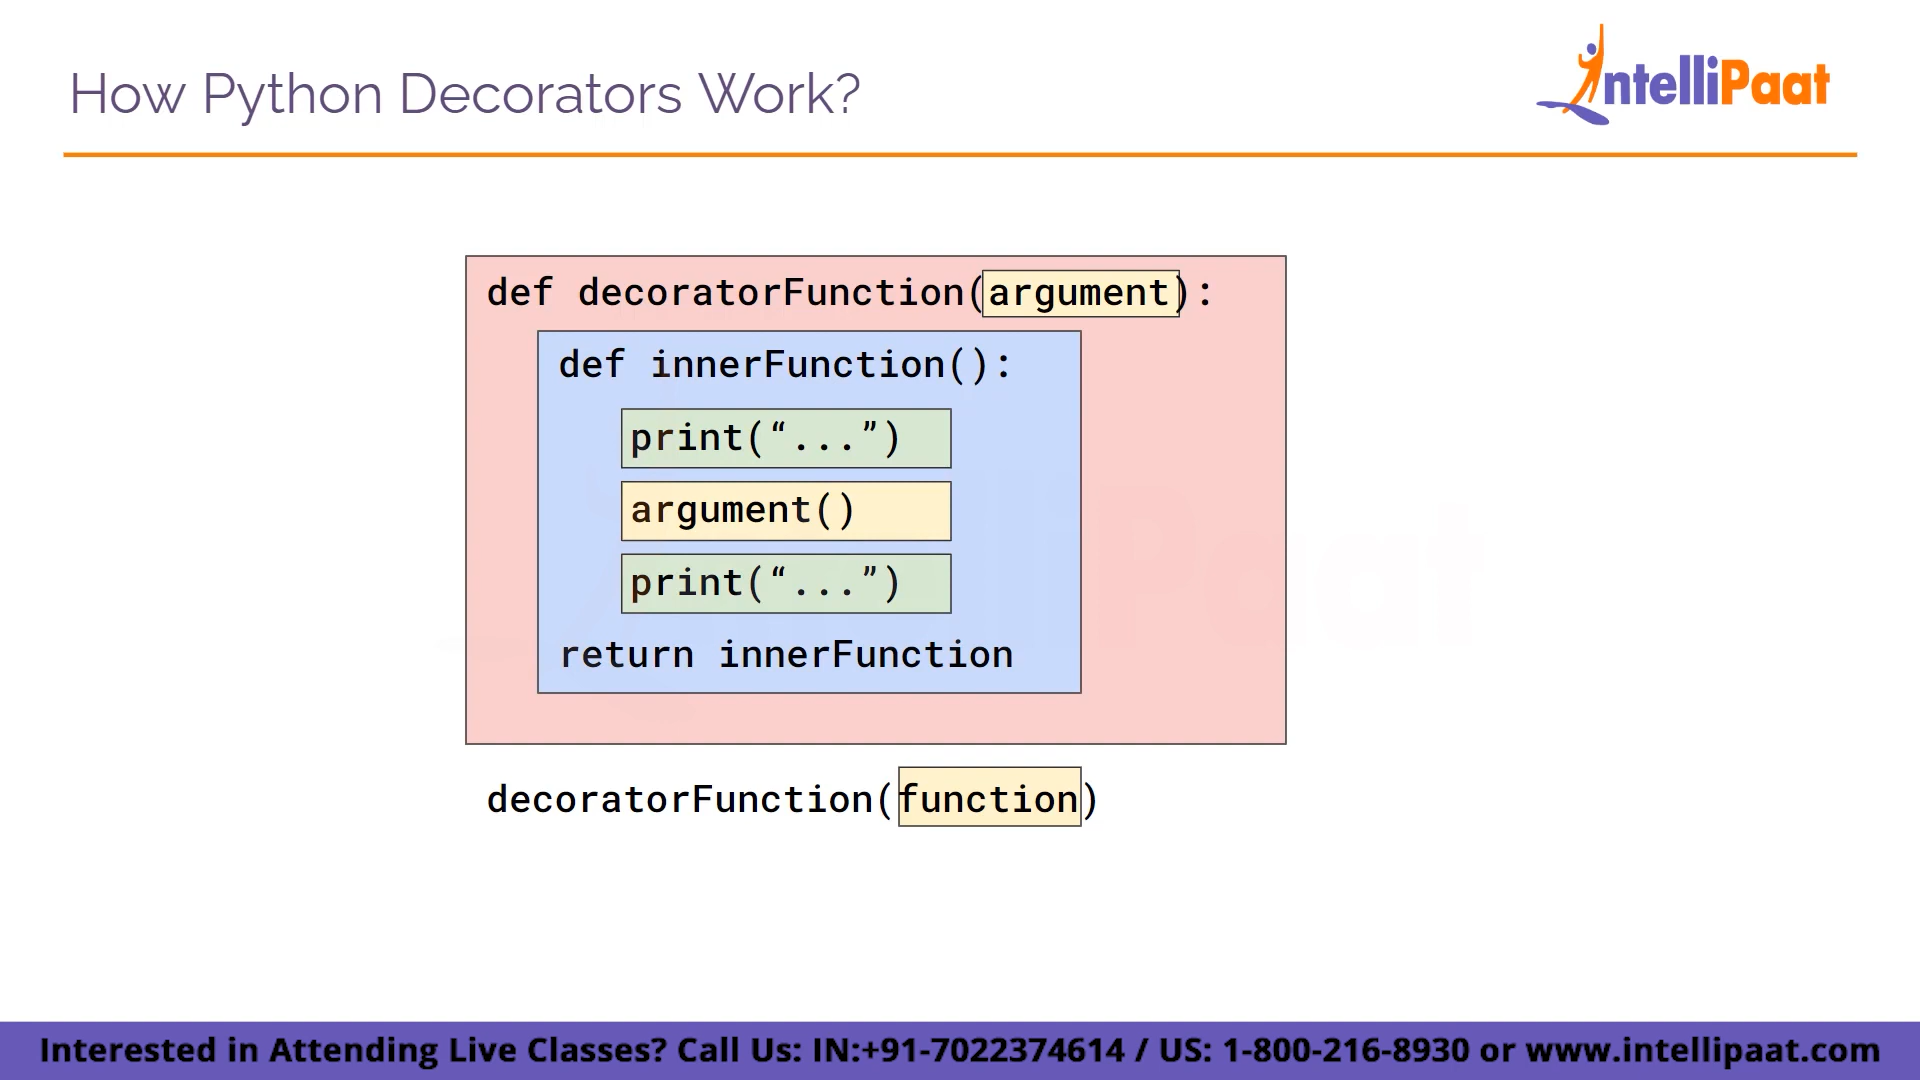 How Python Decorators Work?
IntelliPaat
def decoratorFunction(argument):
def innerFunction():
print(“...”)
argument()
print(“...”)
return innerFunction
decoratorFunction(function)
Interested in Attending Live Classes? Call Us: IN:+91-7022374614 / US: 1-800-216-8930 or www.intellipaat.com